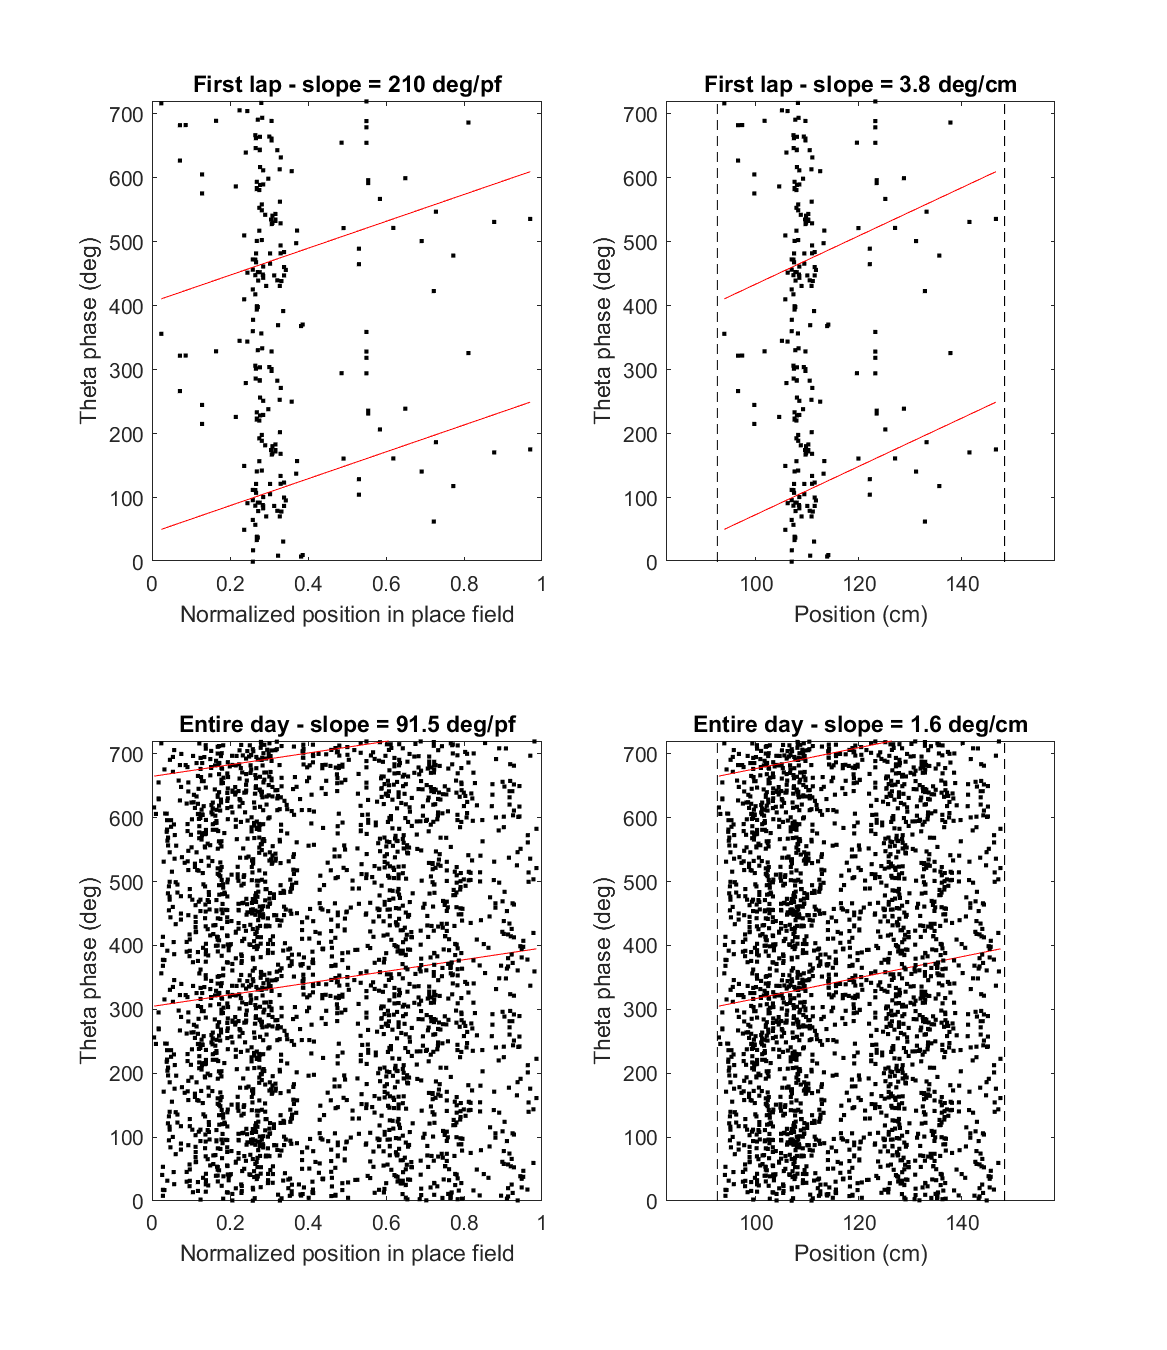 First lap - slope = 210 deg/pf
700
600
500
400
300
200
100
0
Theta phase (deg)
0 0.2 0.4 0.6 0.8 1
Normalized position in place field
First lap - slope = 3.8 deg/cm
700
600
500
400
300
200
100
0
Theta phase (deg)
100 120 140
Position (cm)
Entire day - slope = 91.5 deg/pf
700
600
500
400
300
200
100
0
Theta phase (deg)
0 0.2 0.4 0.6 0.8 1
Normalized position in place field
Entire day - slope = 1.6 deg/cm
700
600
500
400
300
200
100
0
Theta phase (deg)
100 120 140
Position (cm)